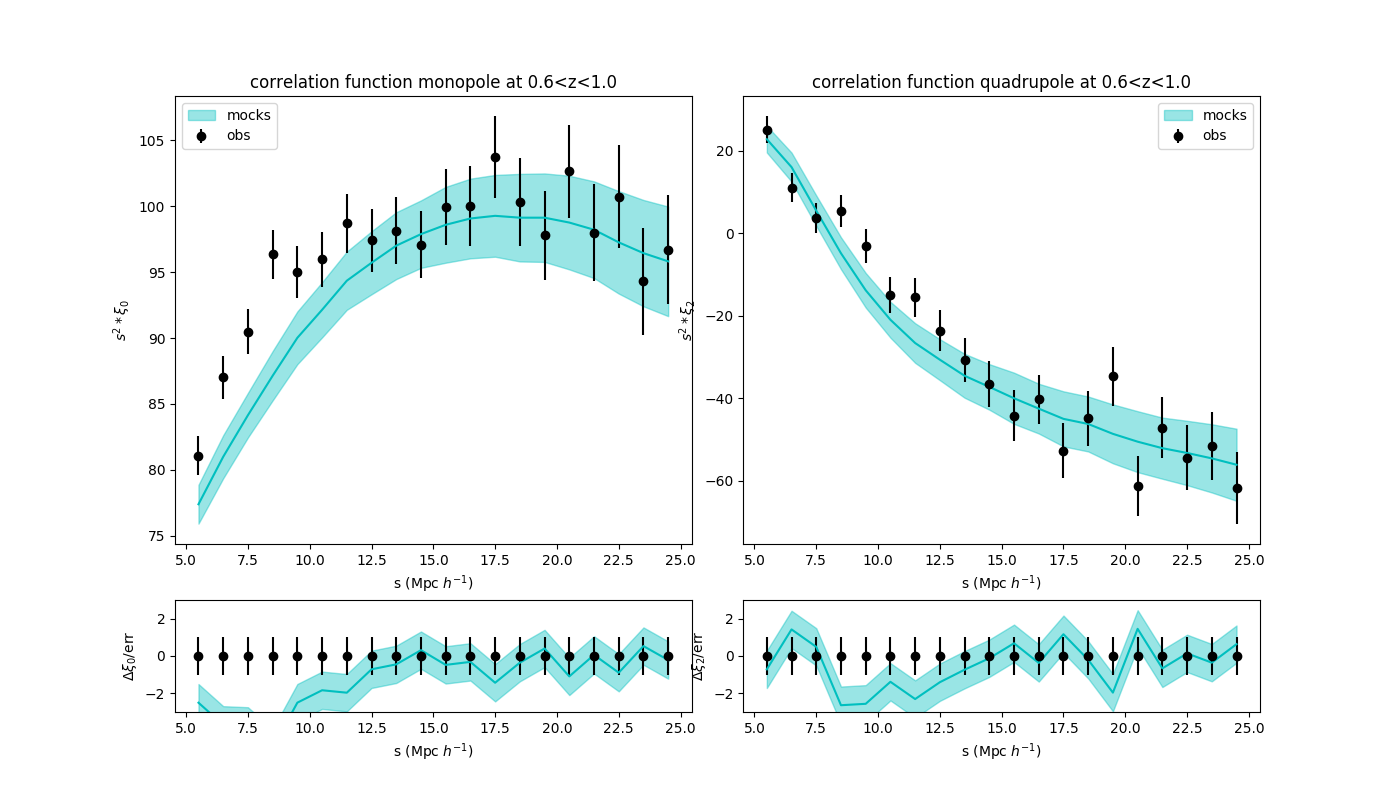 correlation function monopole at 0.6<z<1.0
mocks
obs
105
100
95
90
85
80
75
s² * ξ₀
5.0 7.5 10.0 12.5 15.0 17.5 20.0 22.5 25.0
s (Mpc h⁻¹)
2
0
−2
Δξ₀/err
5.0 7.5 10.0 12.5 15.0 17.5 20.0 22.5 25.0
s (Mpc h⁻¹)
correlation function quadrupole at 0.6<z<1.0
mocks
obs
20
0
−20
−40
−60
s² * ξ₂
5.0 7.5 10.0 12.5 15.0 17.5 20.0 22.5 25.0
s (Mpc h⁻¹)
2
0
−2
Δξ₂/err
5.0 7.5 10.0 12.5 15.0 17.5 20.0 22.5 25.0
s (Mpc h⁻¹)